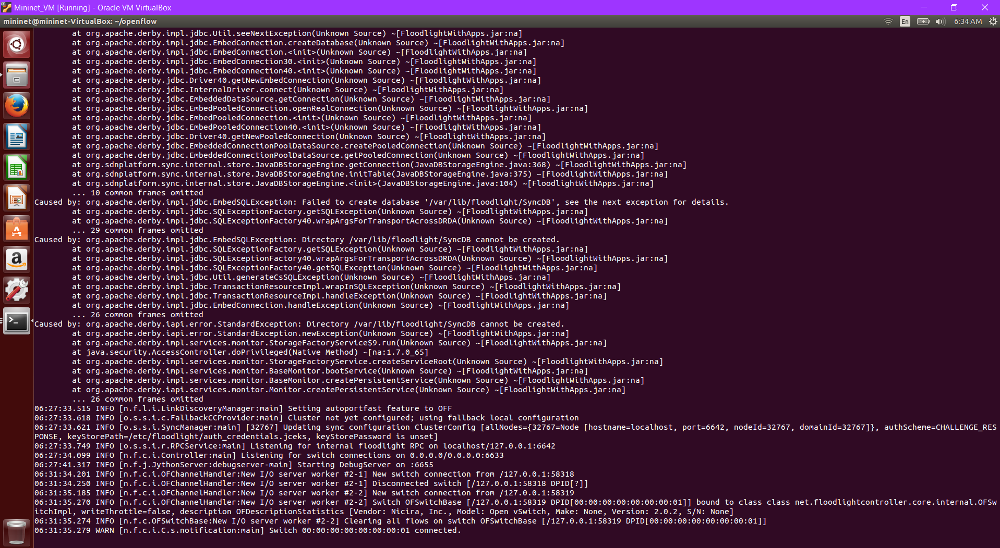 Mininet_VM [Running] - Oracle VM VirtualBox
mininet@mininet-VirtualBox: ~/openflow
En
6:34 AM
at org.apache.derby.impl.jdbc.Util.seeNextException(Unknown Source) ~[FloodlightWithApps.jar:na]
at org.apache.derby.impl.jdbc.EmbedConnection.createDatabase(Unknown Source) ~[FloodlightWithApps.jar:na]
at org.apache.derby.impl.jdbc.EmbedConnection.<init>(Unknown Source) ~[FloodlightWithApps.jar:na]
at org.apache.derby.impl.jdbc.EmbedConnection30.<init>(Unknown Source) ~[FloodlightWithApps.jar:na]
at org.apache.derby.impl.jdbc.EmbedConnection40.<init>(Unknown Source) ~[FloodlightWithApps.jar:na]
at org.apache.derby.jdbc.Driver40.getNewEmbedConnection(Unknown Source) ~[FloodlightWithApps.jar:na]
at org.apache.derby.jdbc.InternalDriver.connect(Unknown Source) ~[FloodlightWithApps.jar:na]
at org.apache.derby.jdbc.EmbeddedDataSource.getConnection(Unknown Source) ~[FloodlightWithApps.jar:na]
at org.apache.derby.jdbc.EmbedPooledConnection.openRealConnection(Unknown Source) ~[FloodlightWithApps.jar:na]
at org.apache.derby.jdbc.EmbedPooledConnection.<init>(Unknown Source) ~[FloodlightWithApps.jar:na]
at org.apache.derby.jdbc.EmbedPooledConnection40.<init>(Unknown Source) ~[FloodlightWithApps.jar:na]
at org.apache.derby.jdbc.Driver40.getNewPooledConnection(Unknown Source) ~[FloodlightWithApps.jar:na]
at org.apache.derby.jdbc.EmbeddedConnectionPoolDataSource.createPooledConnection(Unknown Source) ~[FloodlightWithApps.jar:na]
at org.apache.derby.jdbc.EmbeddedConnectionPoolDataSource.getPooledConnection(Unknown Source) ~[FloodlightWithApps.jar:na]
at org.sdnplatform.sync.internal.store.JavaDBStorageEngine.getConnection(JavaDBStorageEngine.java:368) ~[FloodlightWithApps.jar:na]
at org.sdnplatform.sync.internal.store.JavaDBStorageEngine.initTable(JavaDBStorageEngine.java:375) ~[FloodlightWithApps.jar:na]
at org.sdnplatform.sync.internal.store.JavaDBStorageEngine.<init>(JavaDBStorageEngine.java:104) ~[FloodlightWithApps.jar:na]
... 10 common frames omitted
Caused by: org.apache.derby.impl.jdbc.EmbedSQLException: Failed to create database '/var/lib/floodlight/SyncDB', see the next exception for details.
at org.apache.derby.impl.jdbc.SQLExceptionFactory.getSQLException(Unknown Source) ~[FloodlightWithApps.jar:na]
at org.apache.derby.impl.jdbc.SQLExceptionFactory40.wrapArgsForTransportAcrossDRDA(Unknown Source) ~[FloodlightWithApps.jar:na]
... 29 common frames omitted
Caused by: org.apache.derby.impl.jdbc.EmbedSQLException: Directory /var/lib/floodlight/SyncDB cannot be created.
at org.apache.derby.impl.jdbc.SQLExceptionFactory.getSQLException(Unknown Source) ~[FloodlightWithApps.jar:na]
at org.apache.derby.impl.jdbc.SQLExceptionFactory40.wrapArgsForTransportAcrossDRDA(Unknown Source) ~[FloodlightWithApps.jar:na]
at org.apache.derby.impl.jdbc.SQLExceptionFactory40.getSQLException(Unknown Source) ~[FloodlightWithApps.jar:na]
at org.apache.derby.impl.jdbc.Util.generateCsSQLException(Unknown Source) ~[FloodlightWithApps.jar:na]
at org.apache.derby.impl.jdbc.TransactionResourceImpl.wrapInSQLException(Unknown Source) ~[FloodlightWithApps.jar:na]
at org.apache.derby.impl.jdbc.TransactionResourceImpl.handleException(Unknown Source) ~[FloodlightWithApps.jar:na]
at org.apache.derby.impl.jdbc.EmbedConnection.handleException(Unknown Source) ~[FloodlightWithApps.jar:na]
... 26 common frames omitted
Caused by: org.apache.derby.iapi.error.StandardException: Directory /var/lib/floodlight/SyncDB cannot be created.
at org.apache.derby.iapi.error.StandardException.newException(Unknown Source) ~[FloodlightWithApps.jar:na]
at org.apache.derby.impl.services.monitor.StorageFactoryService$9.run(Unknown Source) ~[FloodlightWithApps.jar:na]
at java.security.AccessController.doPrivileged(Native Method) ~[na:1.7.0_65]
at org.apache.derby.impl.services.monitor.StorageFactoryService.createServiceRoot(Unknown Source) ~[FloodlightWithApps.jar:na]
at org.apache.derby.impl.services.monitor.BaseMonitor.bootService(Unknown Source) ~[FloodlightWithApps.jar:na]
at org.apache.derby.impl.services.monitor.BaseMonitor.createPersistentService(Unknown Source) ~[FloodlightWithApps.jar:na]
at org.apache.derby.iapi.services.monitor.Monitor.createPersistentService(Unknown Source) ~[FloodlightWithApps.jar:na]
... 26 common frames omitted
06:27:33.515 INFO [n.f.l.i.LinkDiscoveryManager:main] Setting autoportfast feature to OFF
06:27:33.618 INFO [o.s.s.i.c.FallbackCCProvider:main] Cluster not yet configured; using fallback local configuration
06:27:33.621 INFO [o.s.s.i.SyncManager:main] [32767] Updating sync configuration ClusterConfig [allNodes={32767=Node [hostname=localhost, port=6642, nodeId=32767, domainId=32767]}, authScheme=CHALLENGE_RES
PONSE, keyStorePath=/etc/floodlight/auth_credentials.jceks, keyStorePassword is unset]
06:27:33.749 INFO [o.s.s.i.r.RPCService:main] Listening for internal floodlight RPC on localhost/127.0.0.1:6642
06:27:34.099 INFO [n.f.c.i.Controller:main] Listening for switch connections on 0.0.0.0/0.0.0.0:6633
06:27:41.317 INFO [n.f.j.JythonServer:debugserver-main] Starting DebugServer on :6655
06:31:34.201 INFO [n.f.c.i.OFChannelHandler:New I/O server worker #2-1] New switch connection from /127.0.0.1:58318
06:31:34.250 INFO [n.f.c.i.OFChannelHandler:New I/O server worker #2-1] Disconnected switch [/127.0.0.1:58318 DPID[?]]
06:31:35.185 INFO [n.f.c.i.OFChannelHandler:New I/O server worker #2-2] New switch connection from /127.0.0.1:58319
06:31:35.270 INFO [n.f.c.i.OFChannelHandler:New I/O server worker #2-2] Switch OFSwitchBase [/127.0.0.1:58319 DPID[00:00:00:00:00:00:00:01]] bound to class class net.floodlightcontroller.core.internal.OFSw
itchImpl, writeThrottle=false, description OFDescriptionStatistics [Vendor: Nicira, Inc., Model: Open vSwitch, Make: None, Version: 2.0.2, S/N: None]
06:31:35.274 INFO [n.f.c.OFSwitchBase:New I/O server worker #2-2] Clearing all flows on switch OFSwitchBase [/127.0.0.1:58319 DPID[00:00:00:00:00:00:00:01]]
06:31:35.279 WARN [n.f.c.i.C.s.notification:main] Switch 00:00:00:00:00:00:00:01 connected.